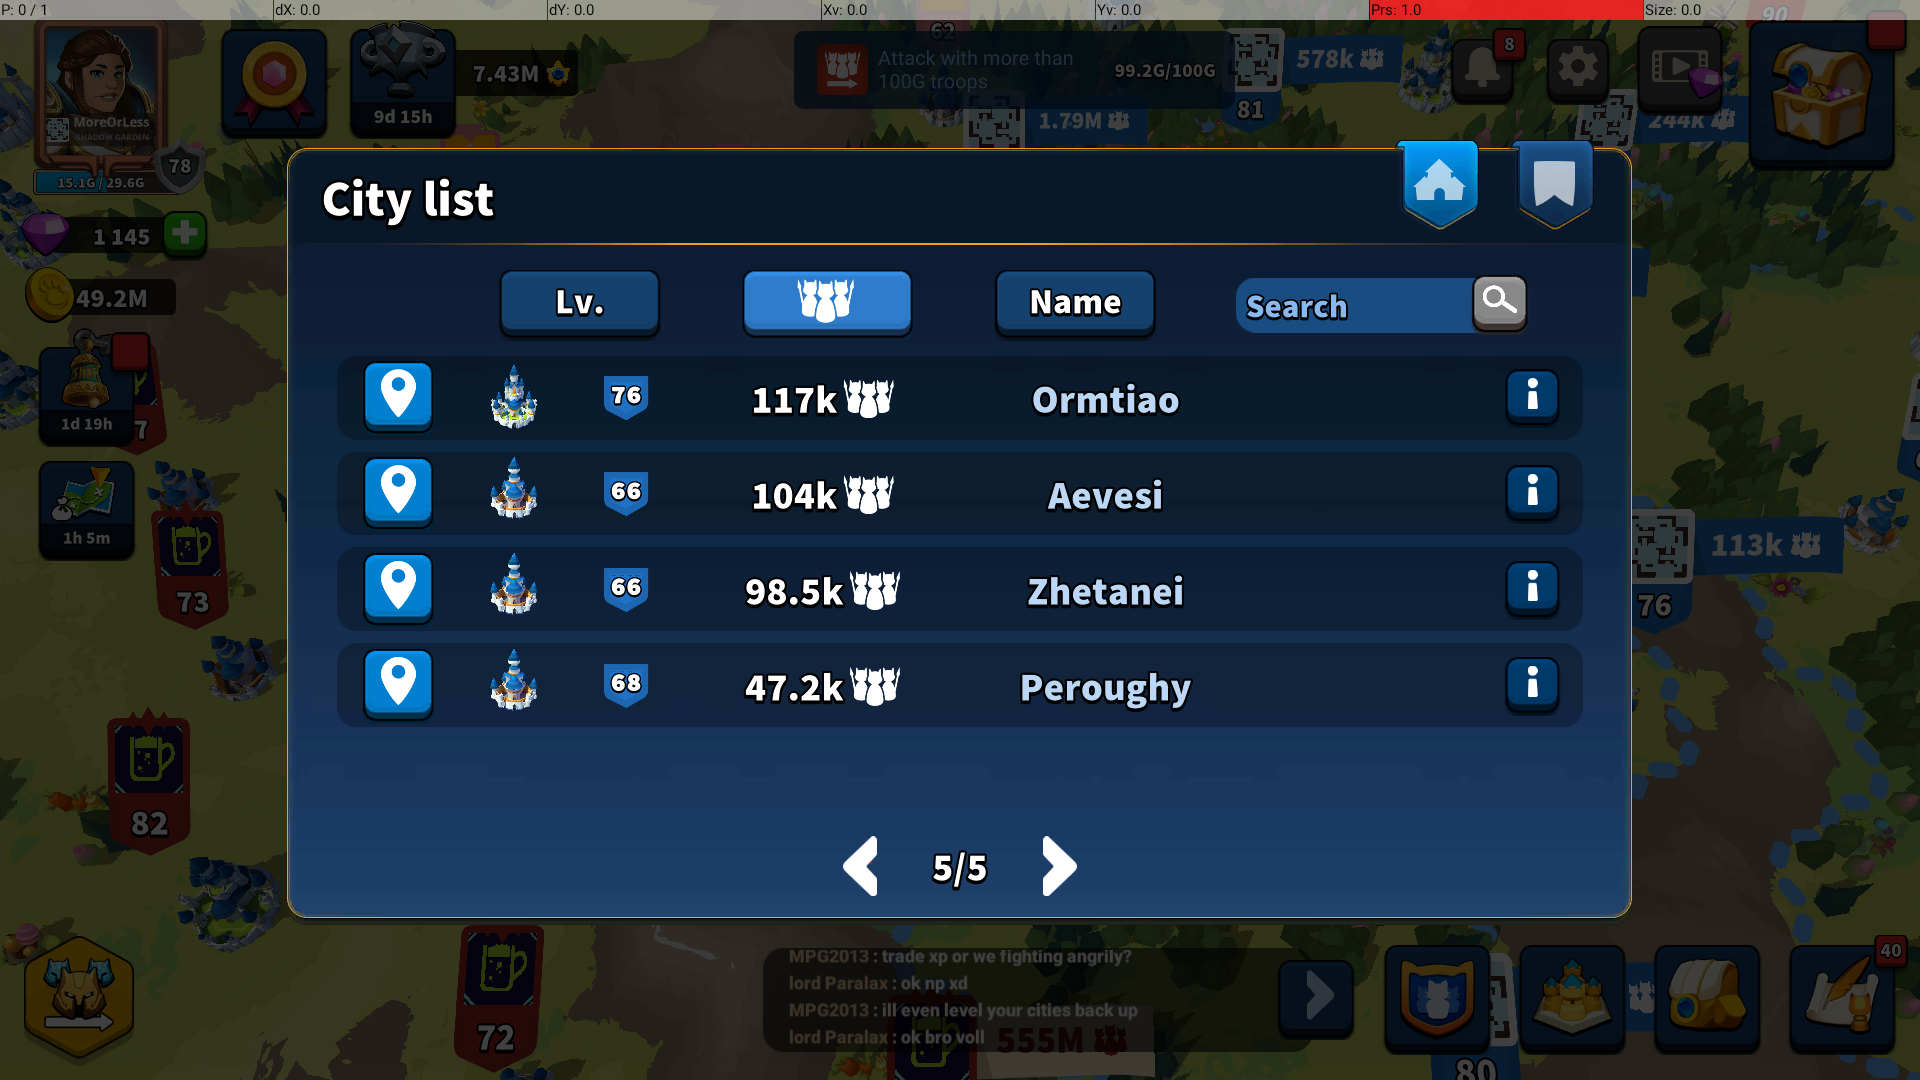 P: 0 / 1
dX: 0.0
dY: 0.0
Xv: 0.0
Yv: 0.0
Prs: 1.0
Size: 0.0
62
90
MoreOrLess
SHADOW GARDEN
78
15.1G/29.6G
9d 15h
7.43M
Attack with more than
100G troops
99.2G/100G
578k
81
1.79M
8
244k
1 145
49.2M
1d 19h
7
1h 5m
73
82
72
City list
Lv.
Name
Search
76
117k
Ormtiao
66
104k
Aevesi
66
98.5k
Zhetanei
68
47.2k
Peroughy
5/5
113k
76
MPG2013 : trade xp or we fighting angrily?
lord Paralax : ok np xd
MPG2013 : ill even level your cities back up
lord Paralax : ok bro voll
555M
40
80